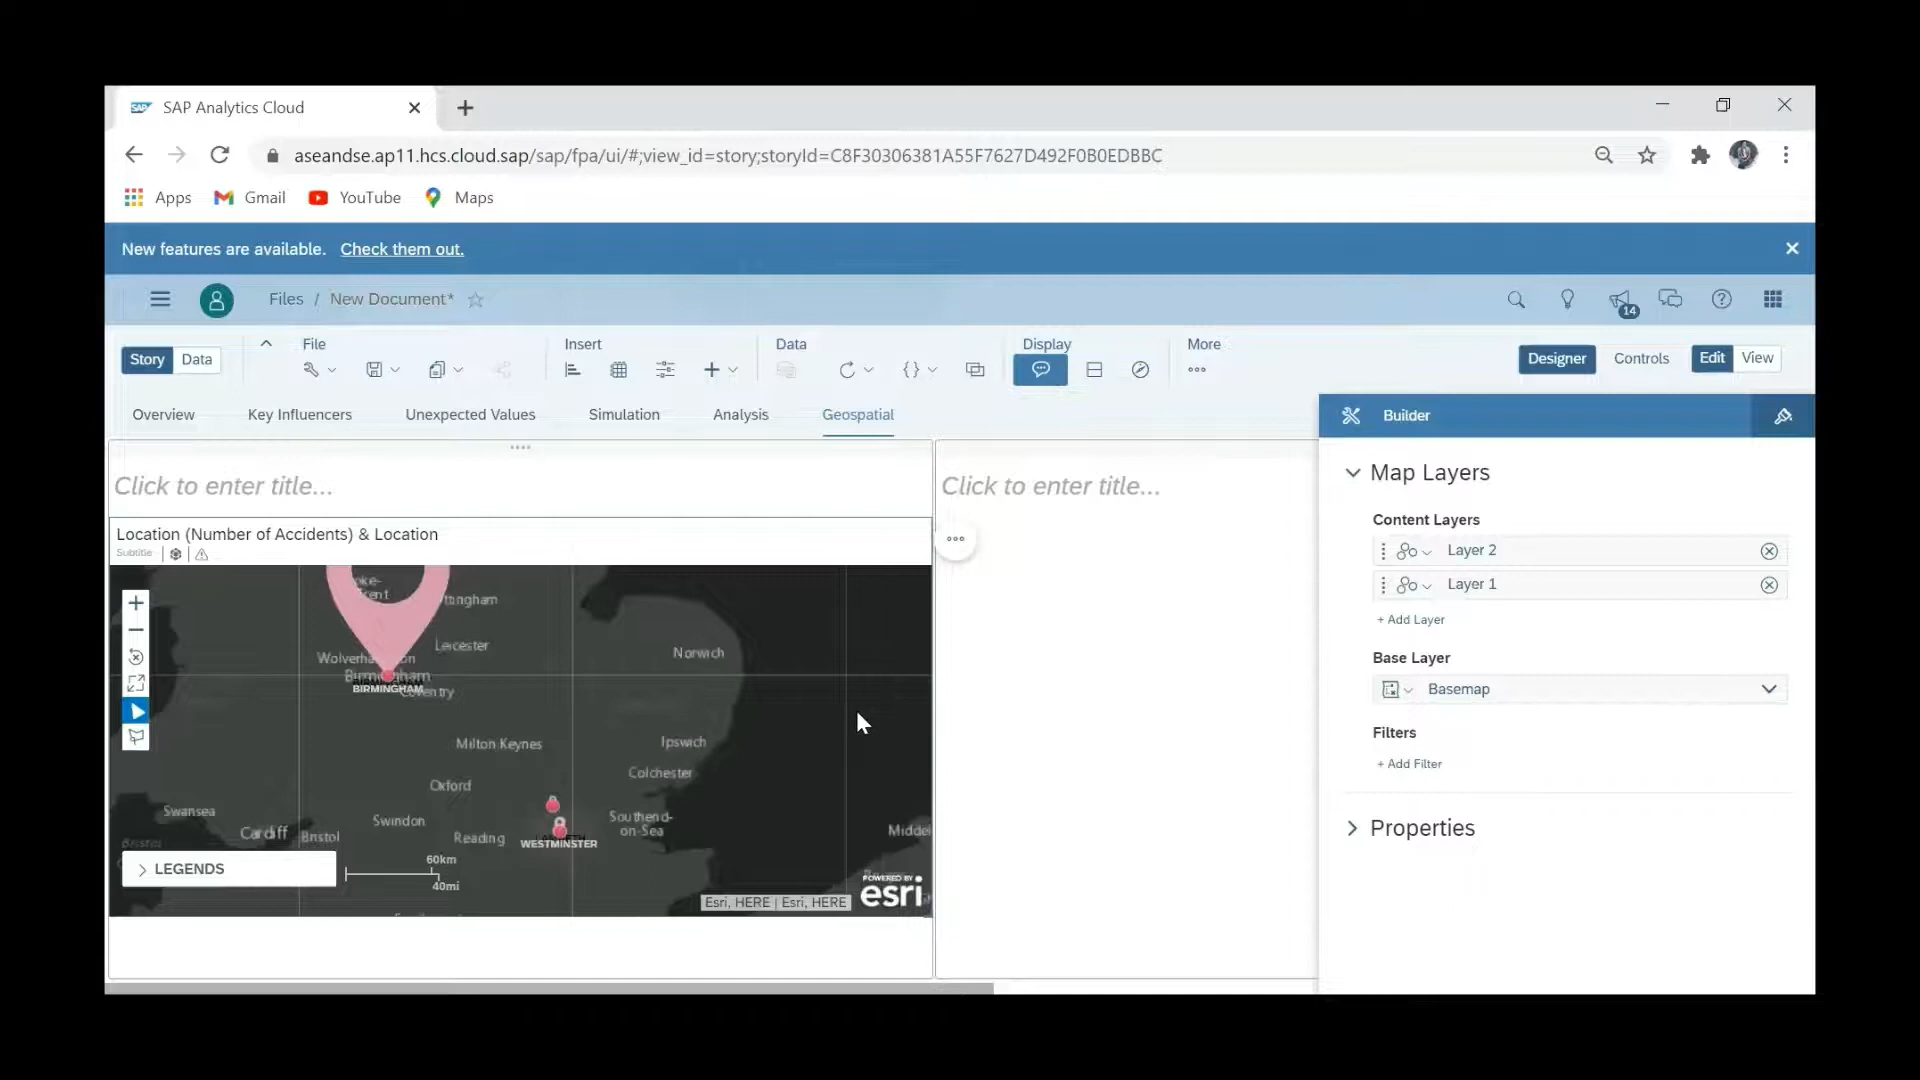 SAP Analytics Cloud
aseandse.ap11.hcs.cloud.sap/sap/fpa/ui/#;view_id=story;storyId=C8F30306381A55F7627D492F0B0EDBBC
Apps Gmail YouTube Maps
New features are available. Check them out.
Files / New Document*
14
Story Data
File
Insert
Data
Display
More
Designer Controls Edit View
Overview Key Influencers Unexpected Values Simulation Analysis Geospatial
Builder
Click to enter title...
Click to enter title...
Location (Number of Accidents) & Location
Subtitle
Leicester
Norwich
Birmingham
BIRMINGHAM
Coventry
Milton Keynes
Ipswich
Oxford
Colchester
Swansea
Swindon
Southend-
on-Sea
Cardiff
Bristol
Reading
WESTMINSTER
LEGENDS
60km
40mi
POWERED BY
esri
Esri, HERE | Esri, HERE
Map Layers
Content Layers
Layer 2
Layer 1
+ Add Layer
Base Layer
Basemap
Filters
+ Add Filter
Properties